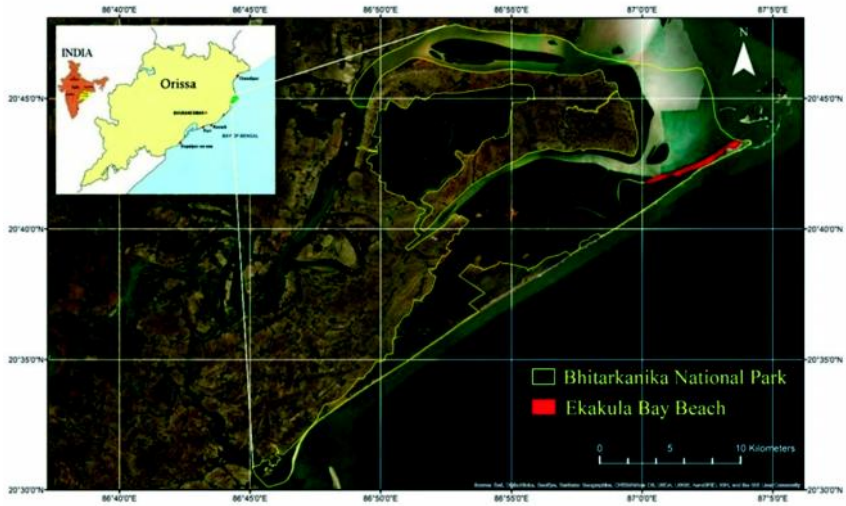 86°40'0"E 86°45'0"E 86°50'0"E 86°55'0"E 87°0'0"E 87°5'0"E
INDIA
Orissa
BAY OF BENGAL
N
20°45'0"N 20°45'0"N
20°40'0"N 20°40'0"N
20°35'0"N 20°35'0"N
Bhitarkanika National Park
Ekakula Bay Beach
0 5 10 Kilometers
20°30'0"N 20°30'0"N
86°40'0"E 86°45'0"E 86°50'0"E 86°55'0"E 87°0'0"E 87°5'0"E